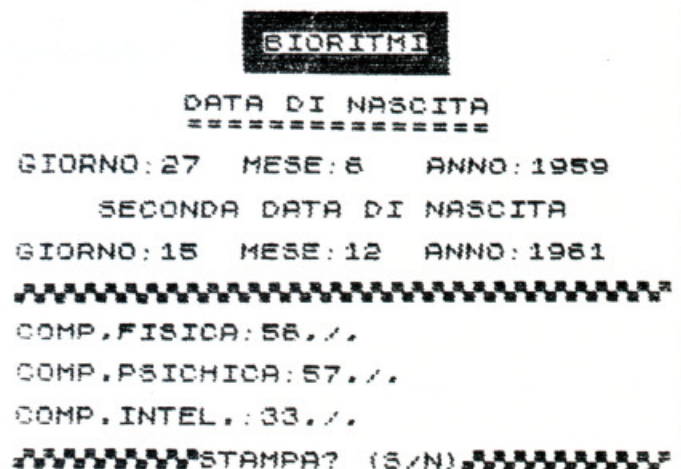 BIORITMI
DATA DI NASCITA
================
GIORNO:27 MESE:6 ANNO:1959
SECONDA DATA DI NASCITA
GIORNO:15 MESE:12 ANNO:1961
COMP.FISICA:56./.
COMP.PSICHICA:57./.
COMP.INTEL.:33./.
STAMPA? (S/N)